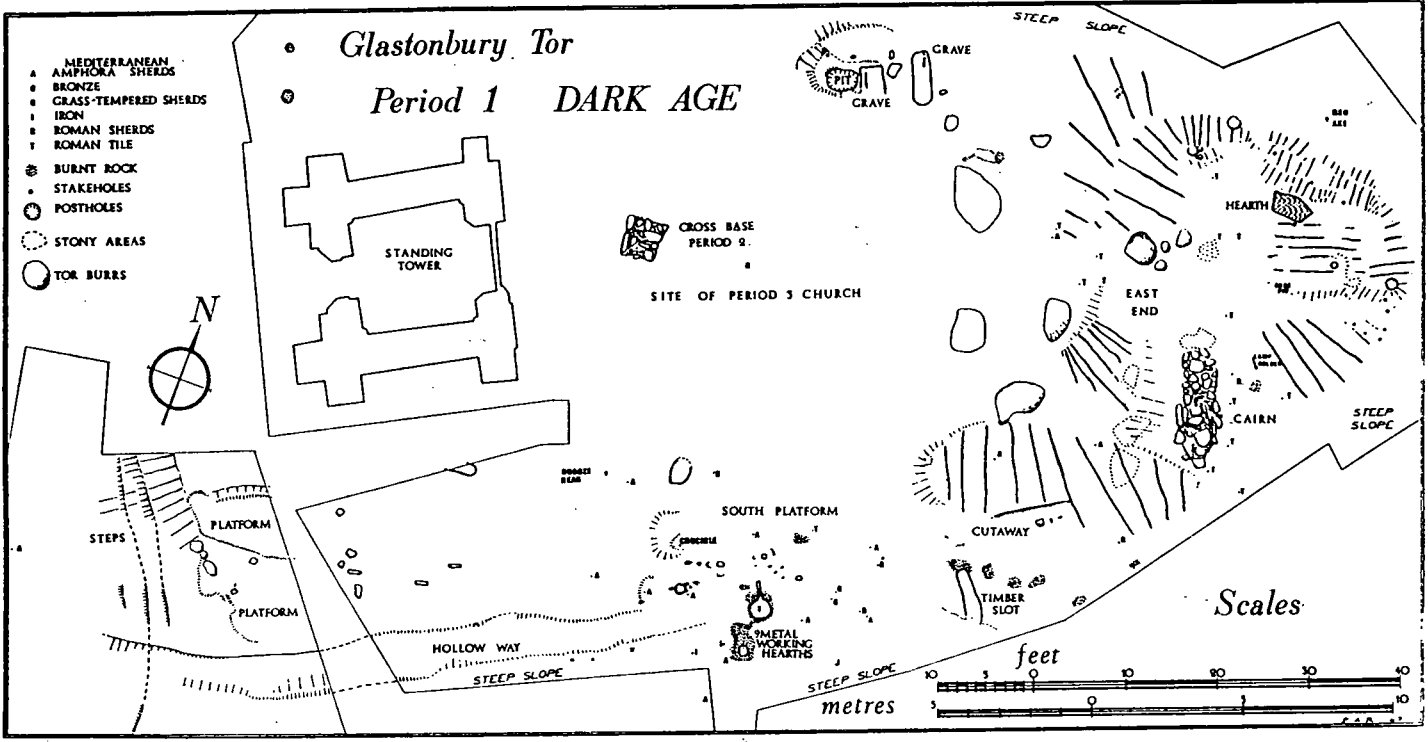 Glastonbury Tor
Period 1 DARK AGE
MEDITERRANEAN
A AMPHORA SHERDS
BRONZE
GRASS-TEMPERED SHERDS
I IRON
R ROMAN SHERDS
T ROMAN TILE
BURNT ROCK
STAKEHOLES
POSTHOLES
STONY AREAS
TOR BURRS
N
STANDING
TOWER
CROSS BASE
PERIOD 2.
SITE OF PERIOD 3 CHURCH
PIT
GRAVE
GRAVE
STEEP SLOPE
HEARTH
EAST
END
CAIRN
STEEP
SLOPE
STEPS
PLATFORM
PLATFORM
HOLLOW WAY
STEEP SLOPE
BRONZE
HEAD
SOUTH PLATFORM
CRUCIBLE
?METAL
WORKING
HEARTHS
CUTAWAY
TIMBER
SLOT
STEEP SLOPE
Scales
feet
10 5 0 10 20 30 40
metres
5 0 5 10